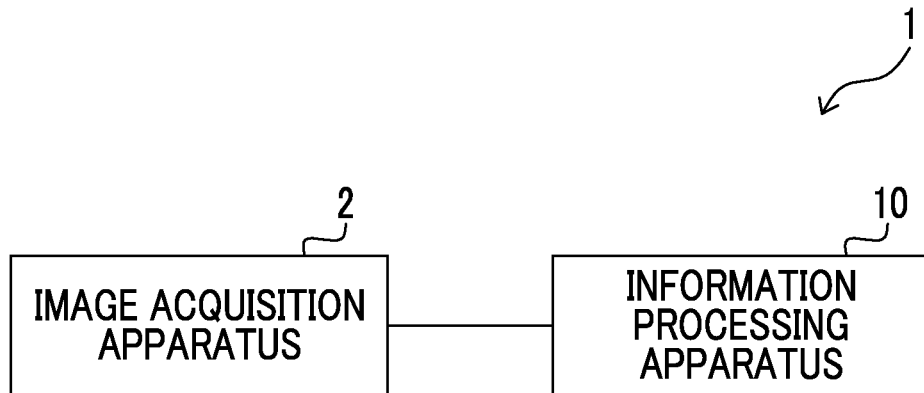 1
2
10
IMAGE ACQUISITION
APPARATUS
INFORMATION
PROCESSING
APPARATUS